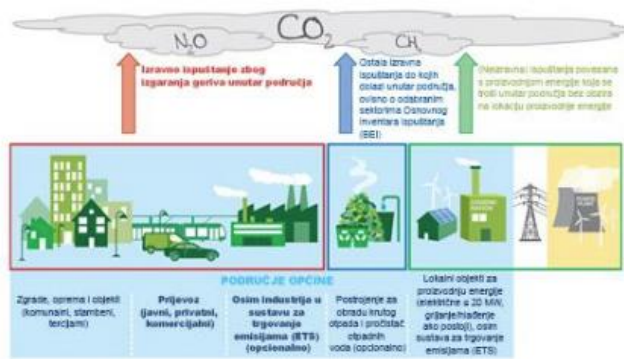 CO2
N2O
CH4
Izravno ispuštanje zbog
izgaranja goriva unutar područja
Ostala izravna
ispuštanja do kojih
dolazi unutar područja,
ovisno o odabranim
sektorima Osnovnog
inventara ispuštanja
(BEI)
(Neizravna) ispuštanja povezana
s proizvodnjom energije koja se
troši unutar područja bez obzira
na lokaciju proizvodnje energije
PODRUČJE OPĆINE
Zgrade, oprema i objekti
(komunalni, stambeni,
tercijarni)
Prijevoz
(javni, privatni,
komercijalni)
Osim industrije u
sustavu za
trgovanje
emisijama (ETS)
(opcionalno)
Postrojenje za
obradu krutog
otpada i pročistač
otpadnih
voda (opcionalno)
Lokalni objekti za
proizvodnju energije
(električne ≤ 20 MW,
grijanje/hlađenje
ako postoji), osim
sustava za trgovanje
emisijama (ETS)